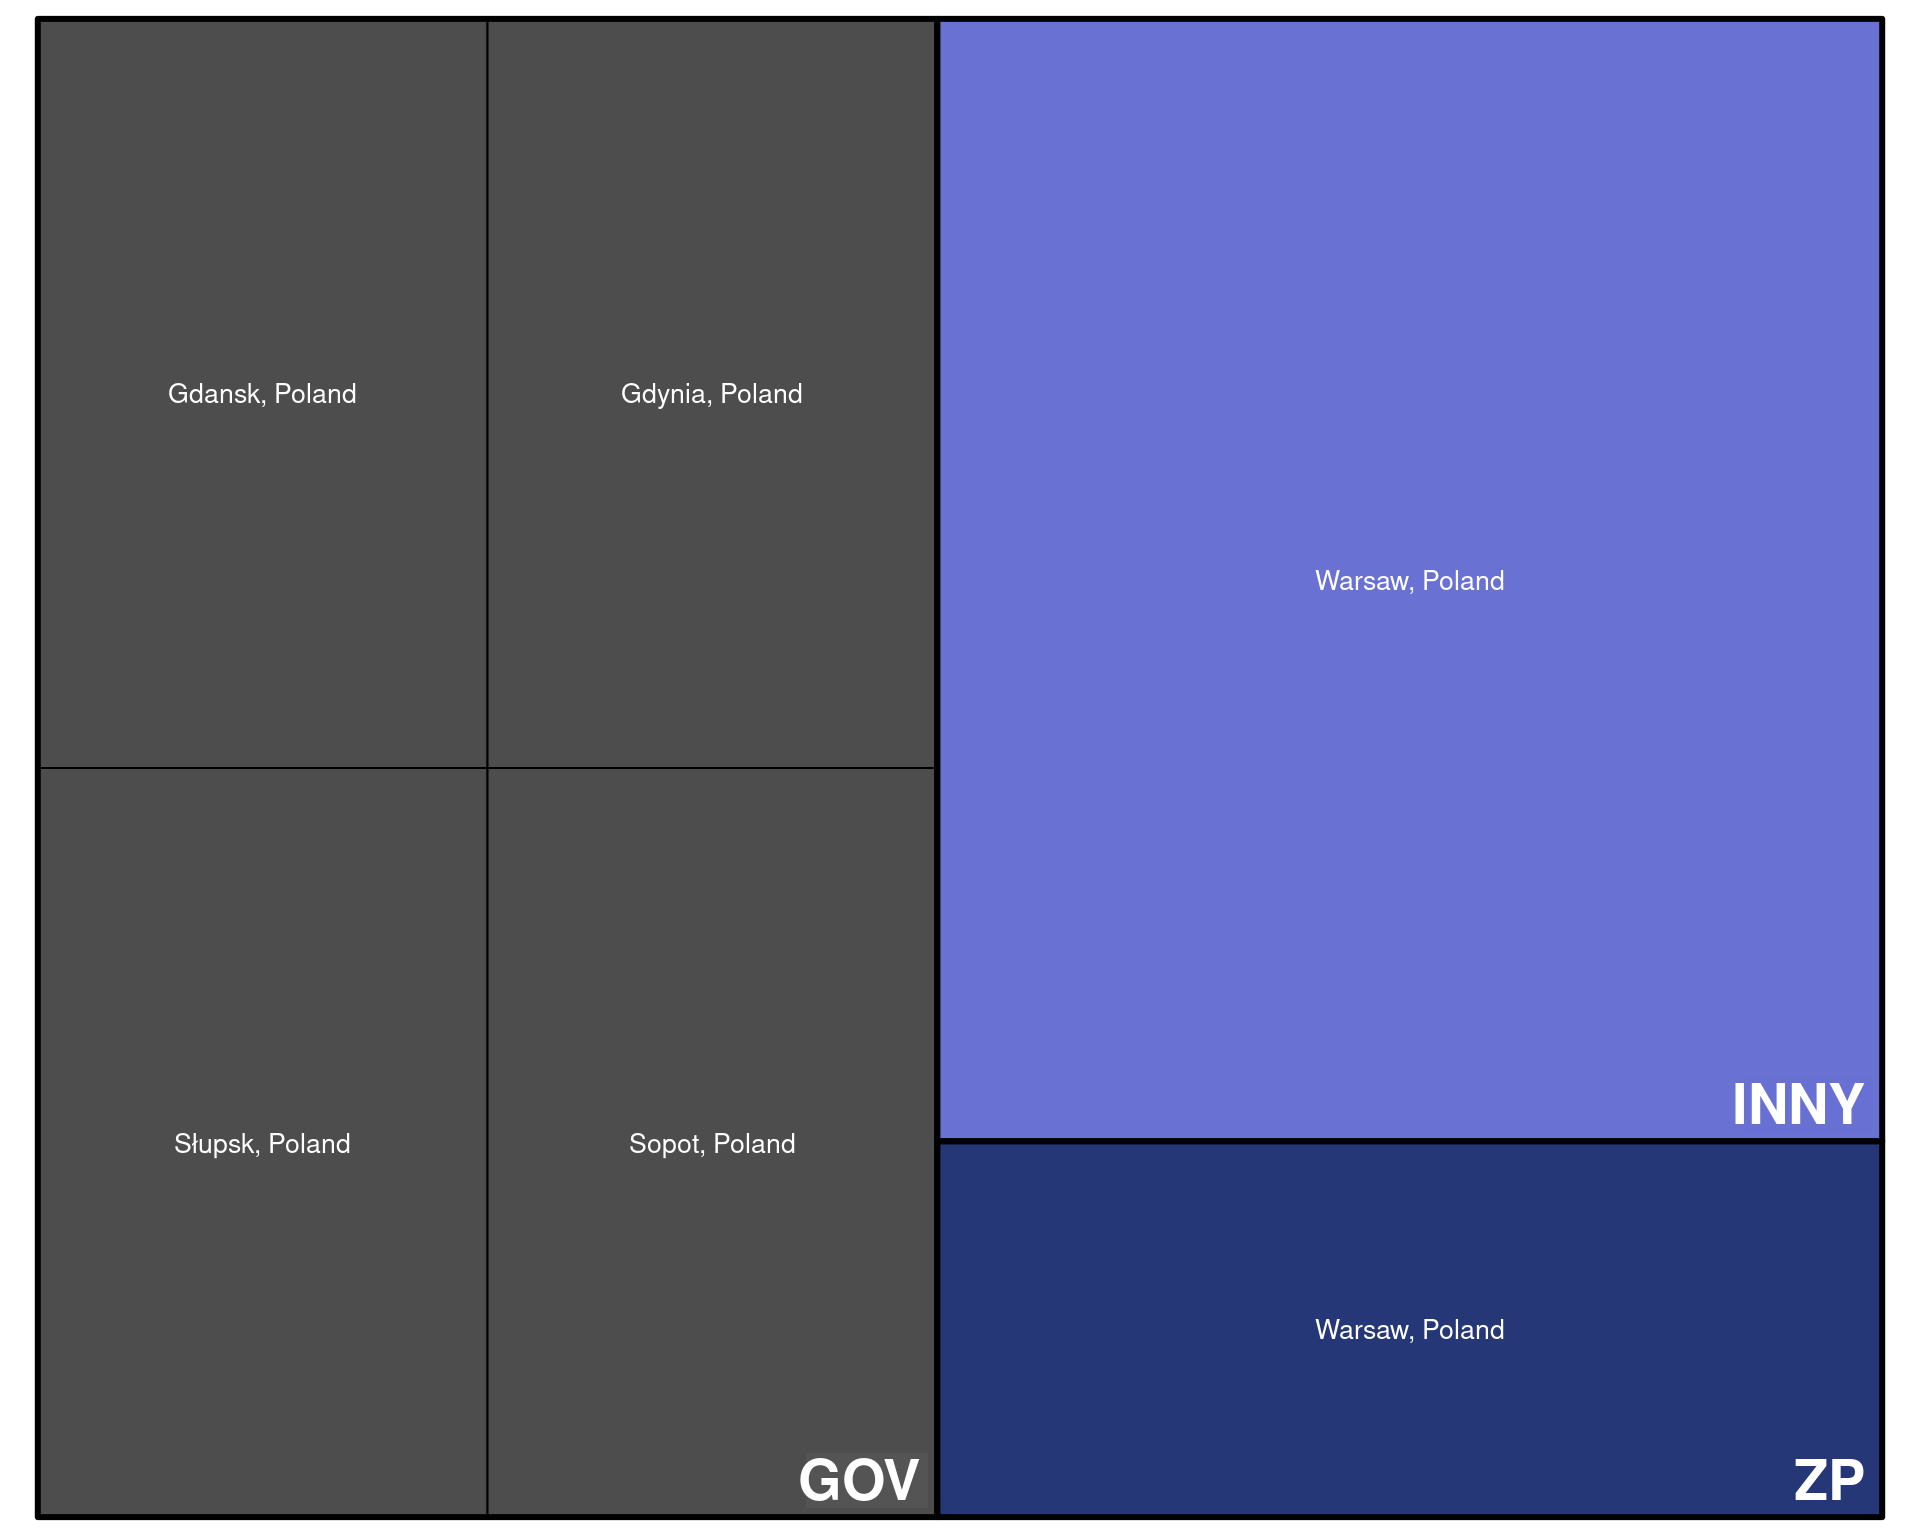 Gdansk, Poland
Gdynia, Poland
Słupsk, Poland
Sopot, Poland
GOV
Warsaw, Poland
INNY
Warsaw, Poland
ZP